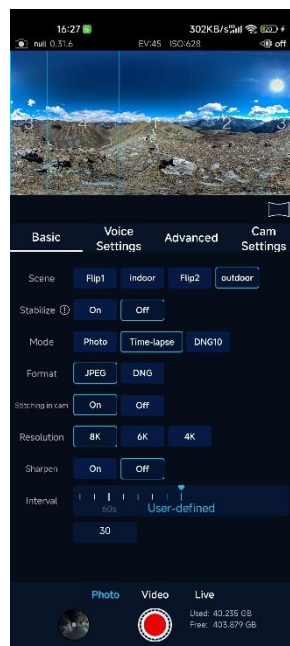 16:27 302KB/s
null 0.31.6 EV:45 ISO:628 off
3 4 1 2 3
Basic Voice Settings Advanced Cam Settings
Scene Flip1 indoor Flip2 outdoor
Stabilize On Off
Mode Photo Time-lapse DNG10
Format JPEG DNG
Stitching in cam On Off
Resolution 8K 6K 4K
Sharpen On Off
Interval 60s User-defined
30
Photo Video Live
Used: 40.235 GB
Free: 403.879 GB